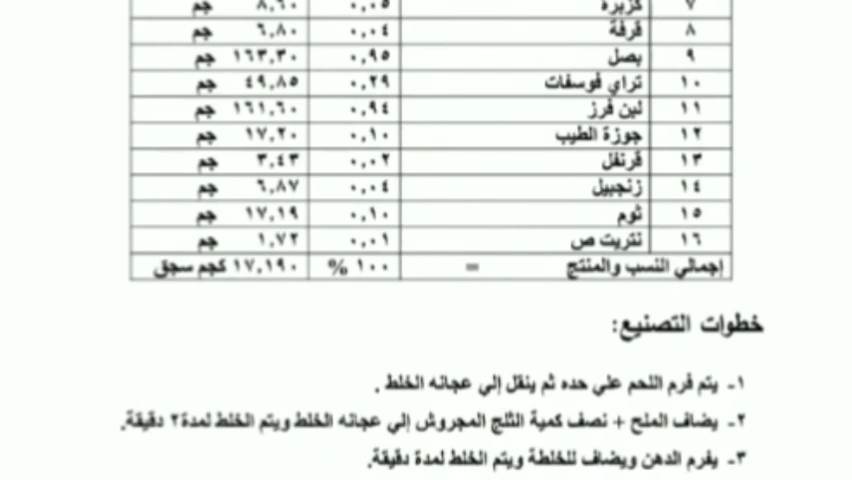 ٧ كزبرة ٠,٠٥ ٨,٦٠ جم
٨ قرفة ٠,٠٤ ٦,٨٠ جم
٩ بصل ٠,٩٥ ١٦٣,٣٠ جم
١٠ تراي فوسفات ٠,٢٩ ٤٩,٨٥ جم
١١ لبن فرز ٠,٩٤ ١٦١,٦٠ جم
١٢ جوزة الطيب ٠,١٠ ١٧,٢٠ جم
١٣ قرنفل ٠,٠٢ ٣,٤٣ جم
١٤ زنجبيل ٠,٠٤ ٦,٨٧ جم
١٥ ثوم ٠,١٠ ١٧,١٩ جم
١٦ نتريت ص ٠,٠١ ١,٧٢ جم
إجمالي النسب والمنتج = ١٠٠ % ١٧,١٩٠ كجم سجق
خطوات التصنيع:
١- يتم فرم اللحم علي حده ثم ينقل إلي عجانه الخلط .
٢- يضاف الملح + نصف كمية الثلج المجروش إلي عجانه الخلط ويتم الخلط لمدة ٢ دقيقة.
٣- يفرم الدهن ويضاف للخلطة ويتم الخلط لمدة دقيقة.